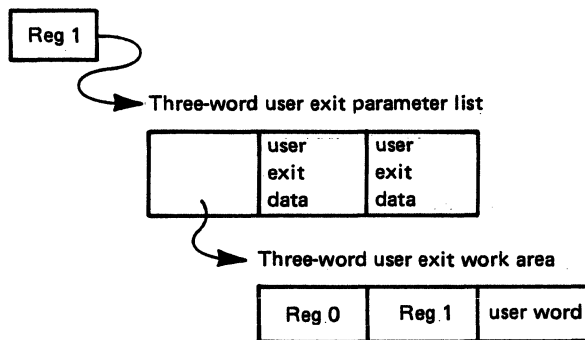 Reg 1
Three-word user exit parameter list
user user
exit exit
data data
Three-word user exit work area
Reg 0 Reg 1 user word